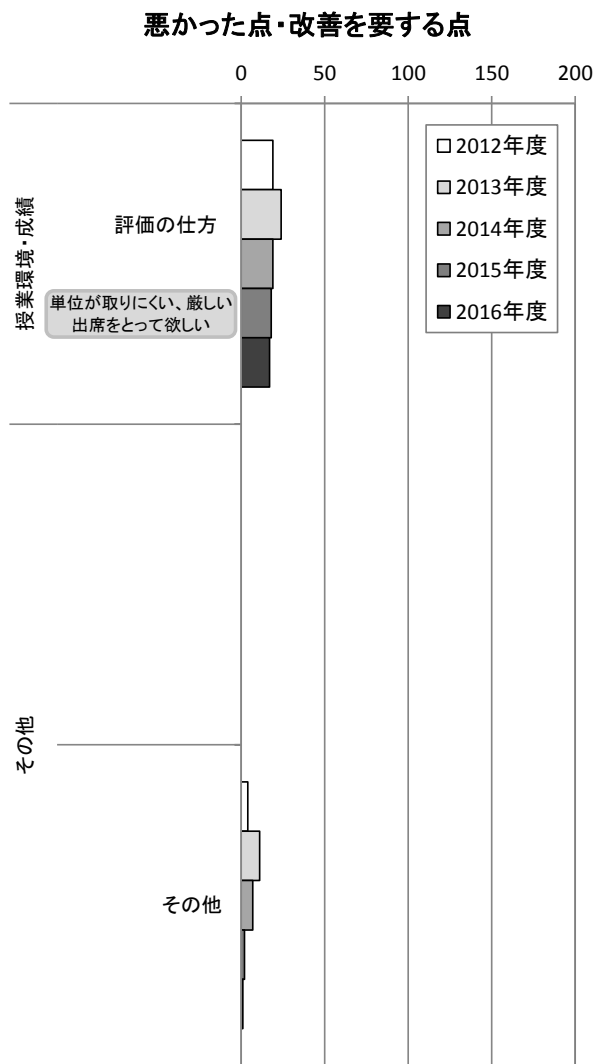 悪かった点・改善を要する点
0 50 100 150 200
2012年度
2013年度
2014年度
2015年度
2016年度
授業環境・成績
評価の仕方
単位が取りにくい、厳しい
出席をとって欲しい
その他
その他